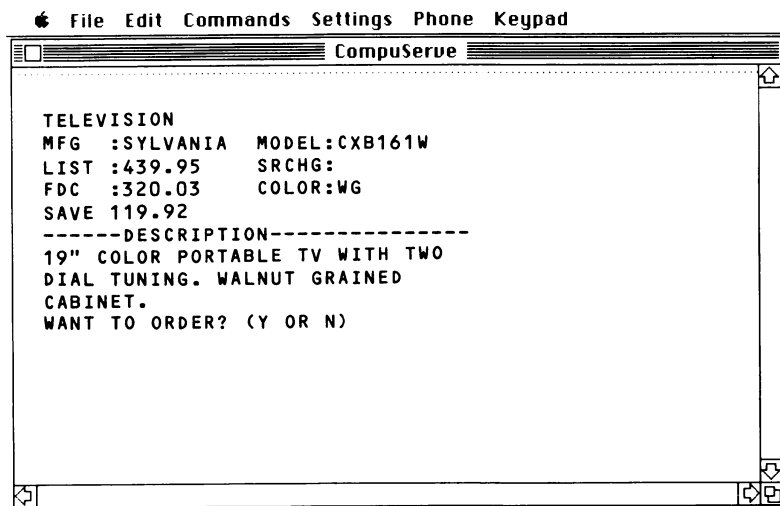 File Edit Commands Settings Phone Keypad
CompuServe
TELEVISION
MFG :SYLVANIA MODEL:CXB161W
LIST :439.95 SRCHG:
FDC :320.03 COLOR:WG
SAVE 119.92
------DESCRIPTION---------------
19" COLOR PORTABLE TV WITH TWO
DIAL TUNING. WALNUT GRAINED
CABINET.
WANT TO ORDER? (Y OR N)